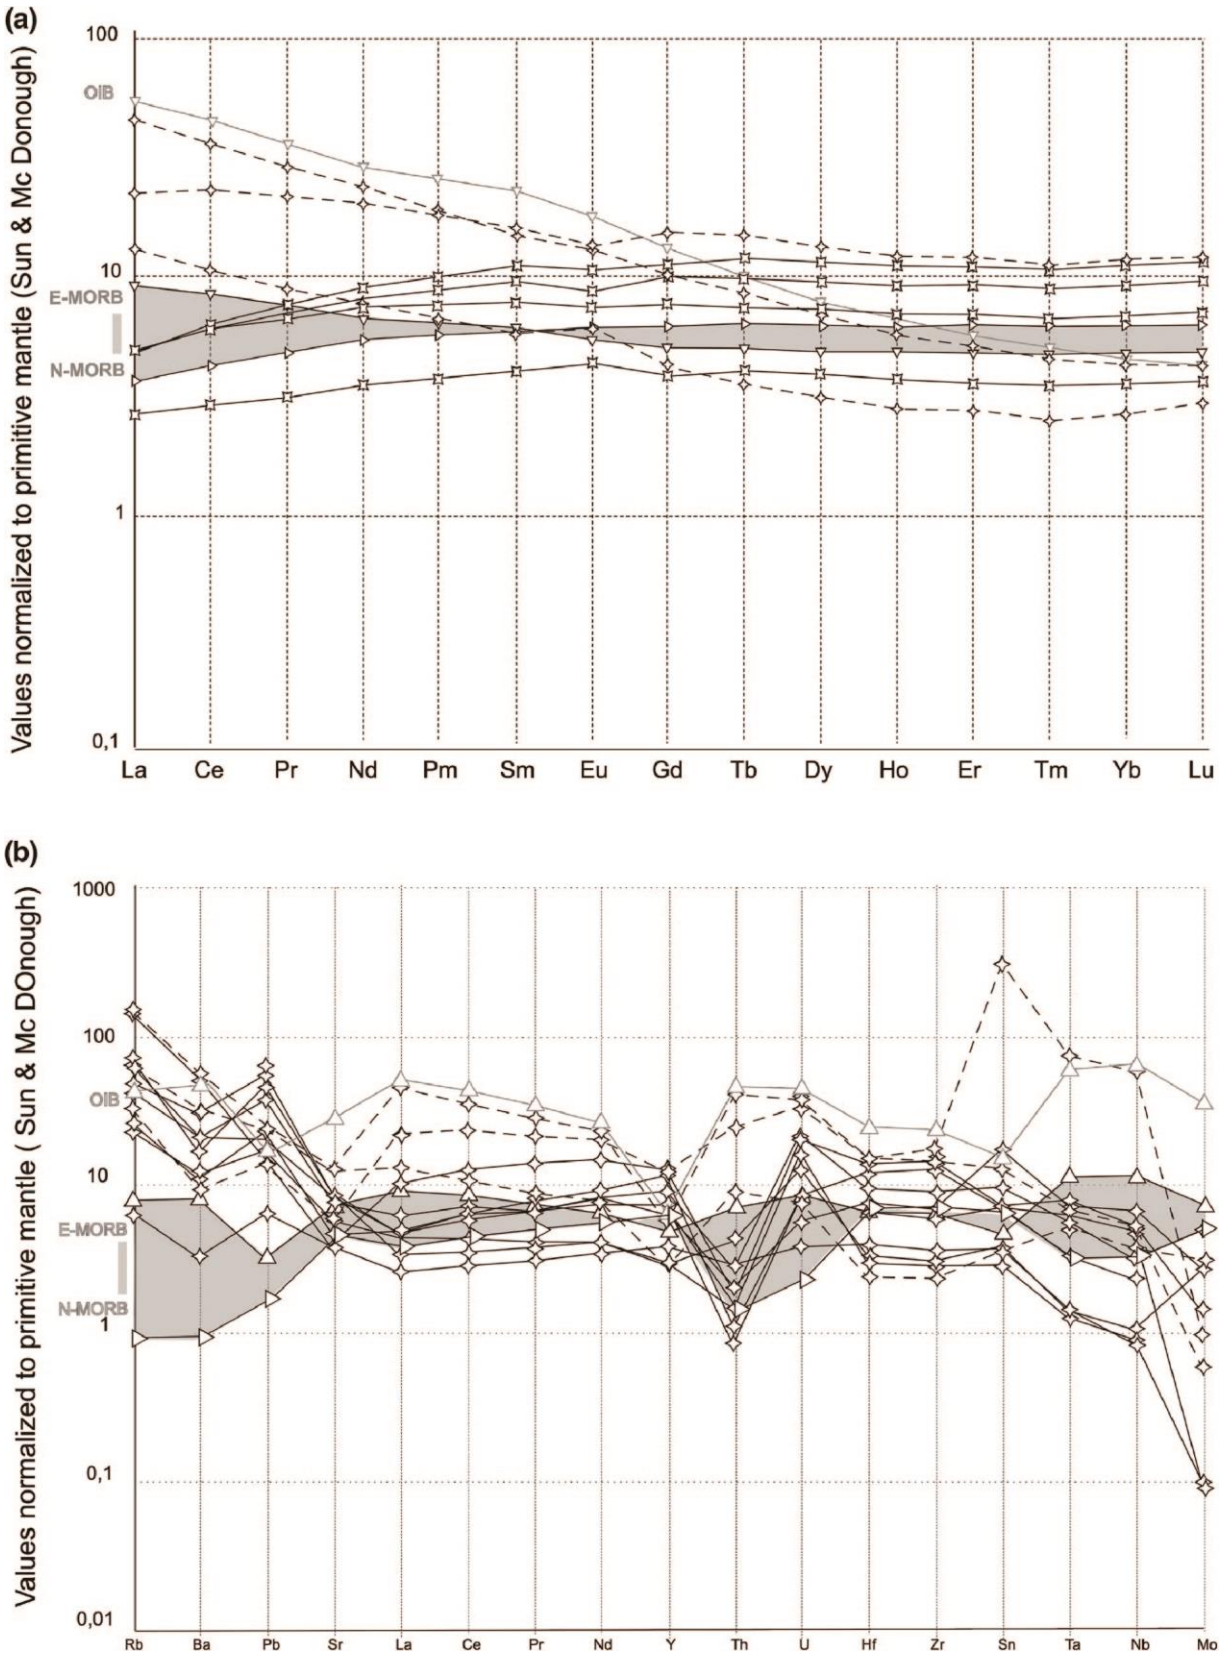 (a)
Values normalized to primitive mantle (Sun & Mc Donough)
100
OIB
10
E-MORB
N-MORB
1
0,1
La Ce Pr Nd Pm Sm Eu Gd Tb Dy Ho Er Tm Yb Lu
(b)
Values normalized to primitive mantle ( Sun & Mc DOnough)
1000
100
OIB
10
E-MORB
N-MORB
1
0,1
0,01
Rb Ba Pb Sr La Ce Pr Nd Y Th U Hf Zr Sn Ta Nb Mo